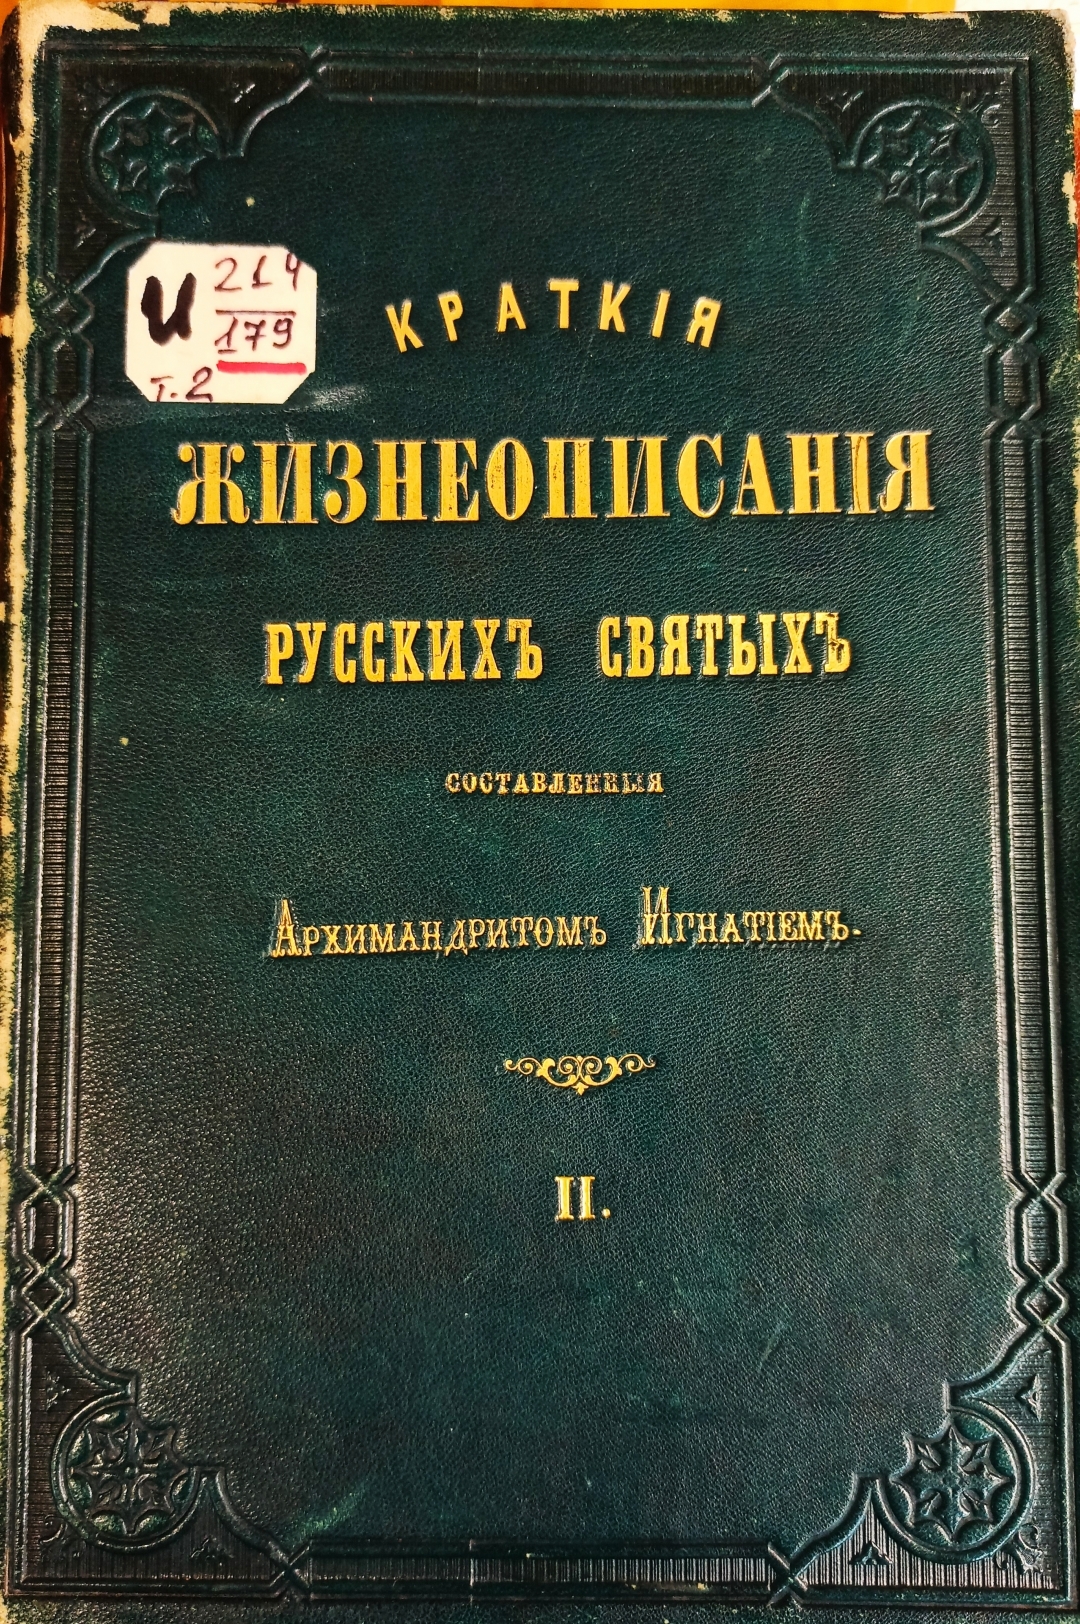 И 214
179
т. 2
КРАТКІЯ
ЖИЗНЕОПИСАНІЯ
РУССКИХЪ СВЯТЫХЪ
СОСТАВЛЕННЫЯ
АРХИМАНДРИТОМЪ ИГНАТІЕМЪ.
II.